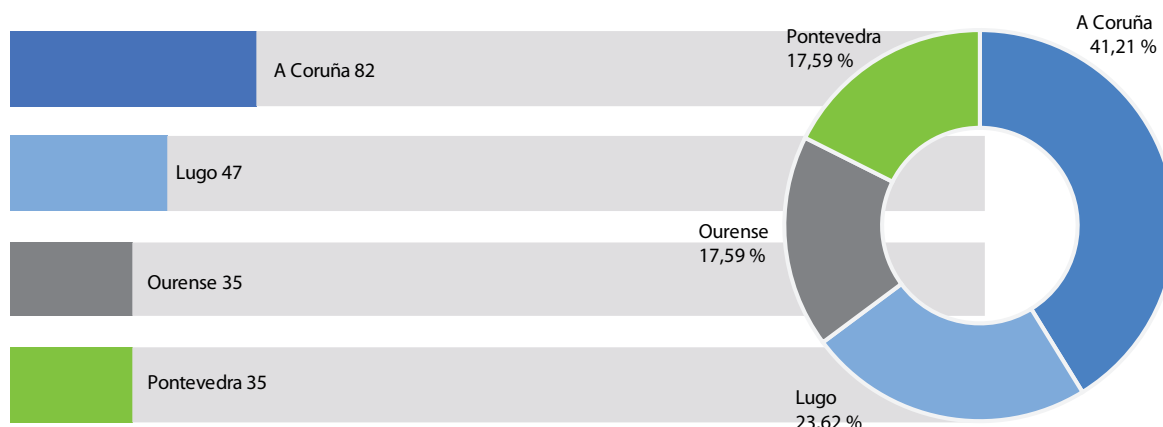 A Coruña 82
Lugo 47
Ourense 35
Pontevedra 35
A Coruña
41,21 %
Pontevedra
17,59 %
Ourense
17,59 %
Lugo
23,62 %